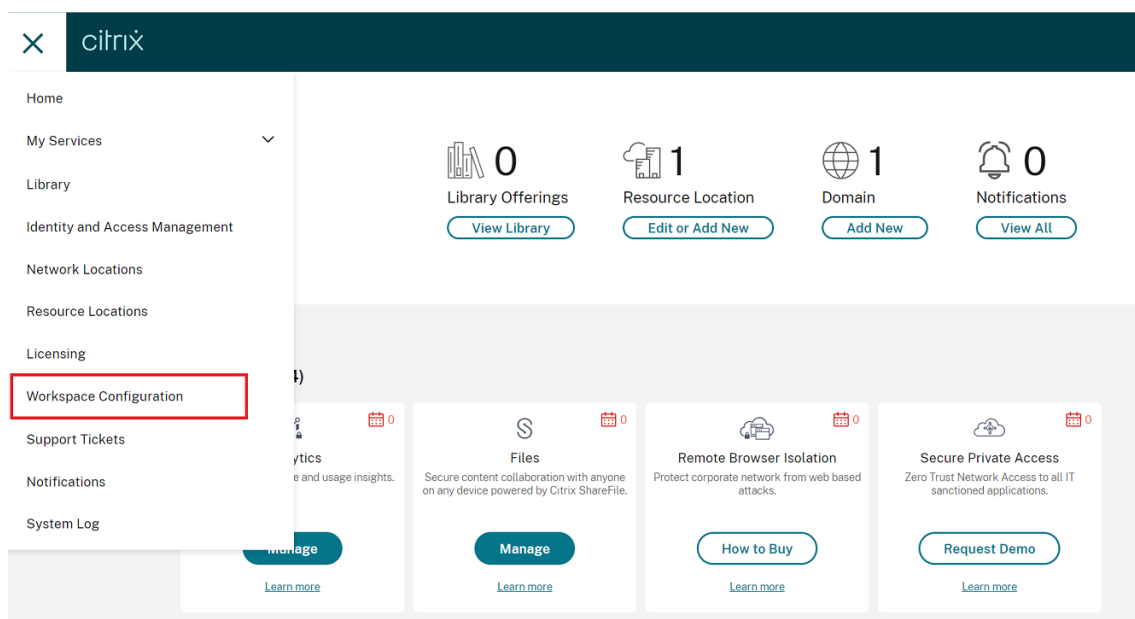 citrix
Home
My Services
Library
Identity and Access Management
Network Locations
Resource Locations
Licensing
Workspace Configuration
Support Tickets
Notifications
System Log
0
Library Offerings
View Library
1
Resource Location
Edit or Add New
1
Domain
Add New
0
Notifications
View All
4)
0
ytics
e and usage insights.
Manage
Learn more
0
Files
Secure content collaboration with anyone
on any device powered by Citrix ShareFile.
Manage
Learn more
0
Remote Browser Isolation
Protect corporate network from web based
attacks.
How to Buy
Learn more
0
Secure Private Access
Zero Trust Network Access to all IT
sanctioned applications.
Request Demo
Learn more